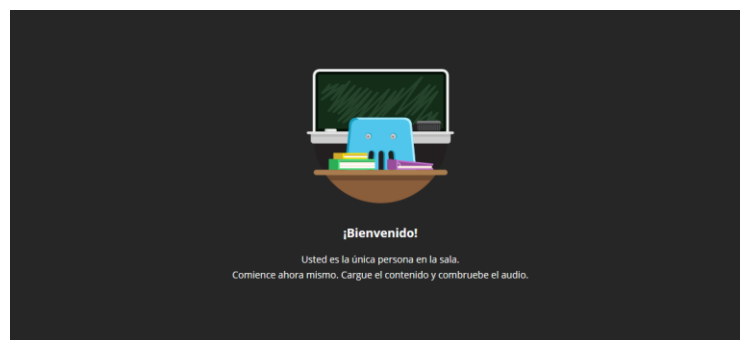 ¡Bienvenido!
Usted es la única persona en la sala.
Comience ahora mismo. Cargue el contenido y combruebe el audio.